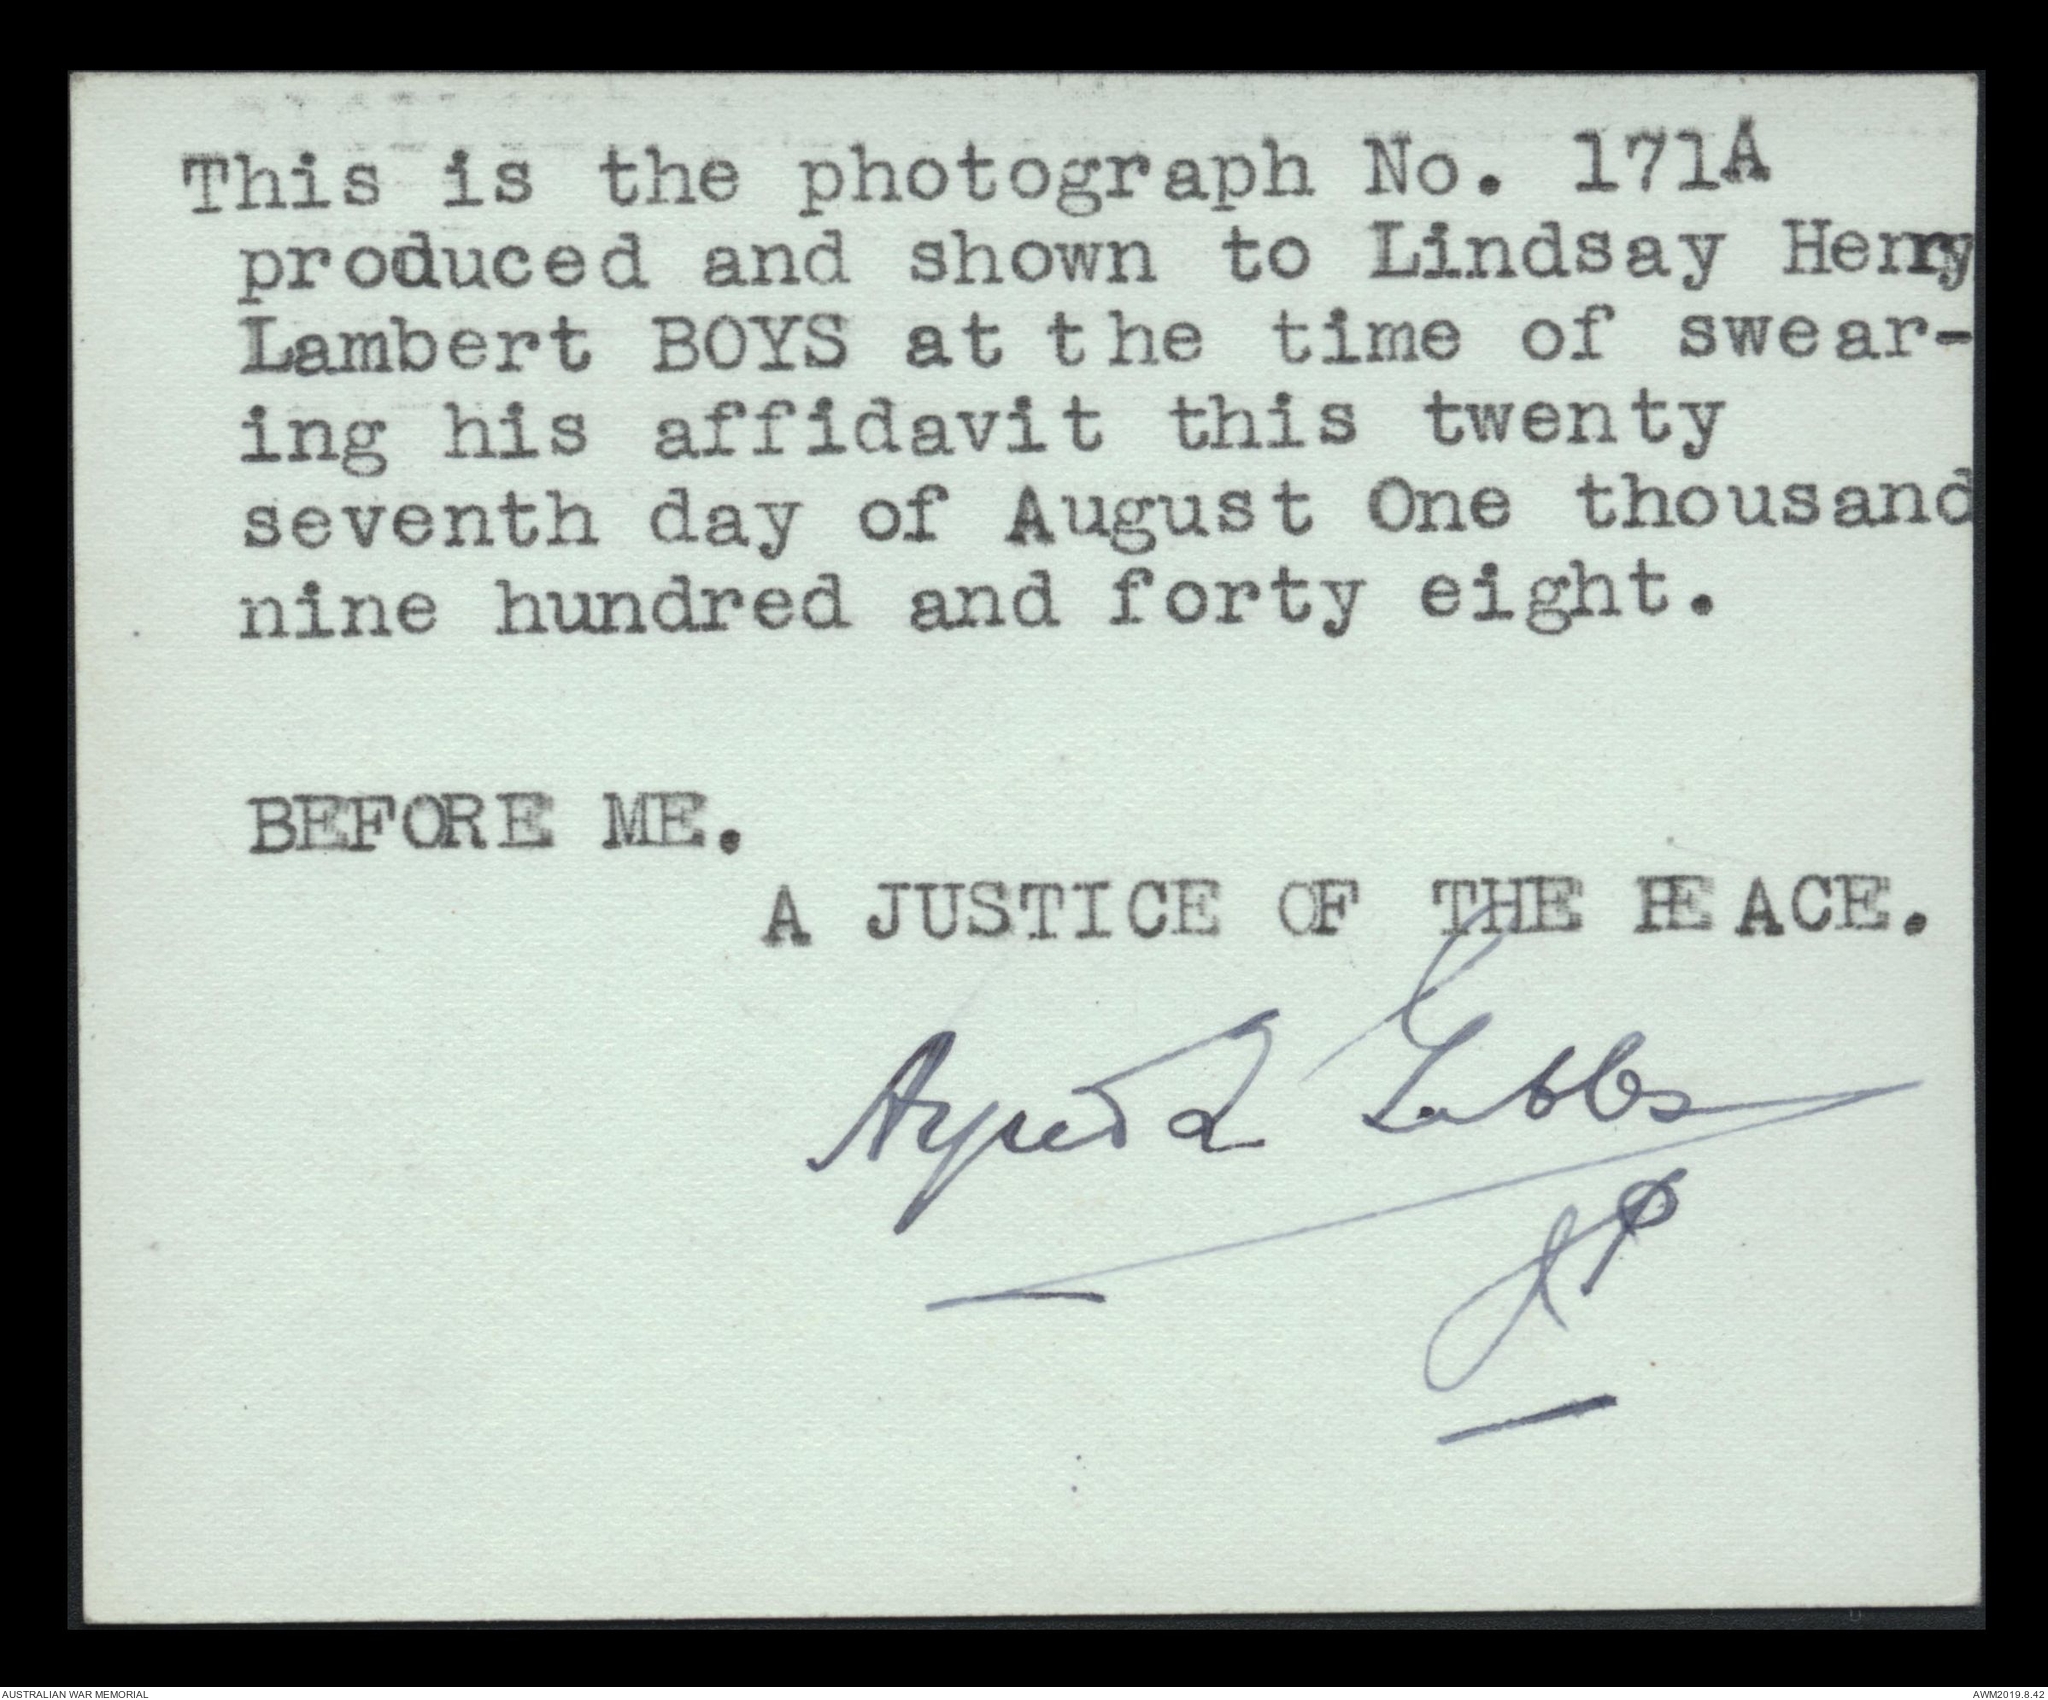 This is the photograph No. 171A
produced and shown to Lindsay Henry
Lambert BOYS at the time of swear-
ing his affidavit this twenty
seventh day of August One thousand
nine hundred and forty eight.
BEFORE ME.
A JUSTICE OF THE PEACE.
Alfred Gibbs
JP
AUSTRALIAN WAR MEMORIAL
AWM2019.8.42